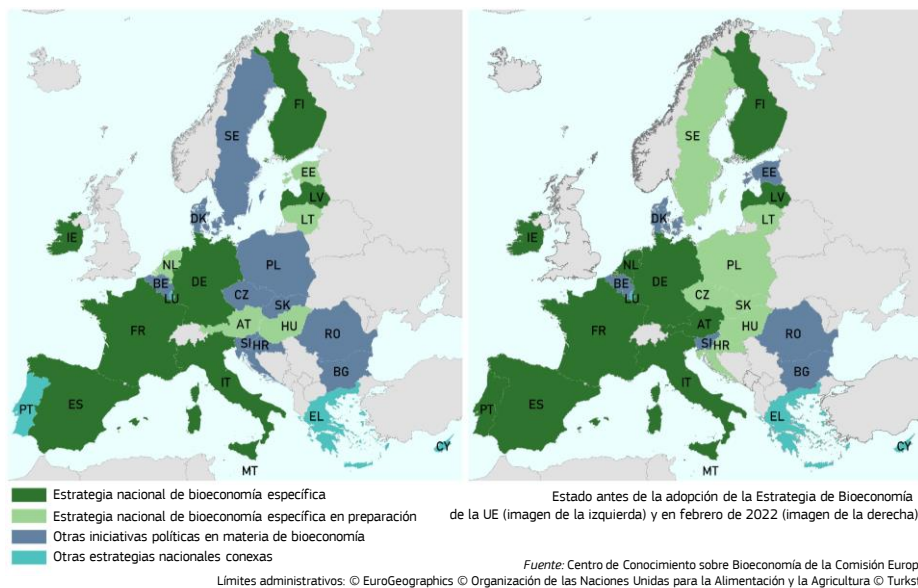 FI
SE
EE
LV
LT
DK
IE
NL
BE
LU
DE
PL
CZ
SK
FR
AT
HU
SI
HR
RO
BG
IT
PT
ES
EL
CY
MT
FI
SE
EE
LV
LT
DK
IE
NL
BE
LU
DE
PL
CZ
SK
FR
AT
HU
SI
HR
RO
BG
IT
PT
ES
EL
CY
MT
Estrategia nacional de bioeconomía específica
Estrategia nacional de bioeconomía específica en preparación
Otras iniciativas políticas en materia de bioeconomía
Otras estrategias nacionales conexas
Estado antes de la adopción de la Estrategia de Bioeconomía
de la UE (imagen de la izquierda) y en febrero de 2022 (imagen de la derecha)
Fuente: Centro de Conocimiento sobre Bioeconomía de la Comisión Europ
Límites administrativos: © EuroGeographics © Organización de las Naciones Unidas para la Alimentación y la Agricultura © Turks